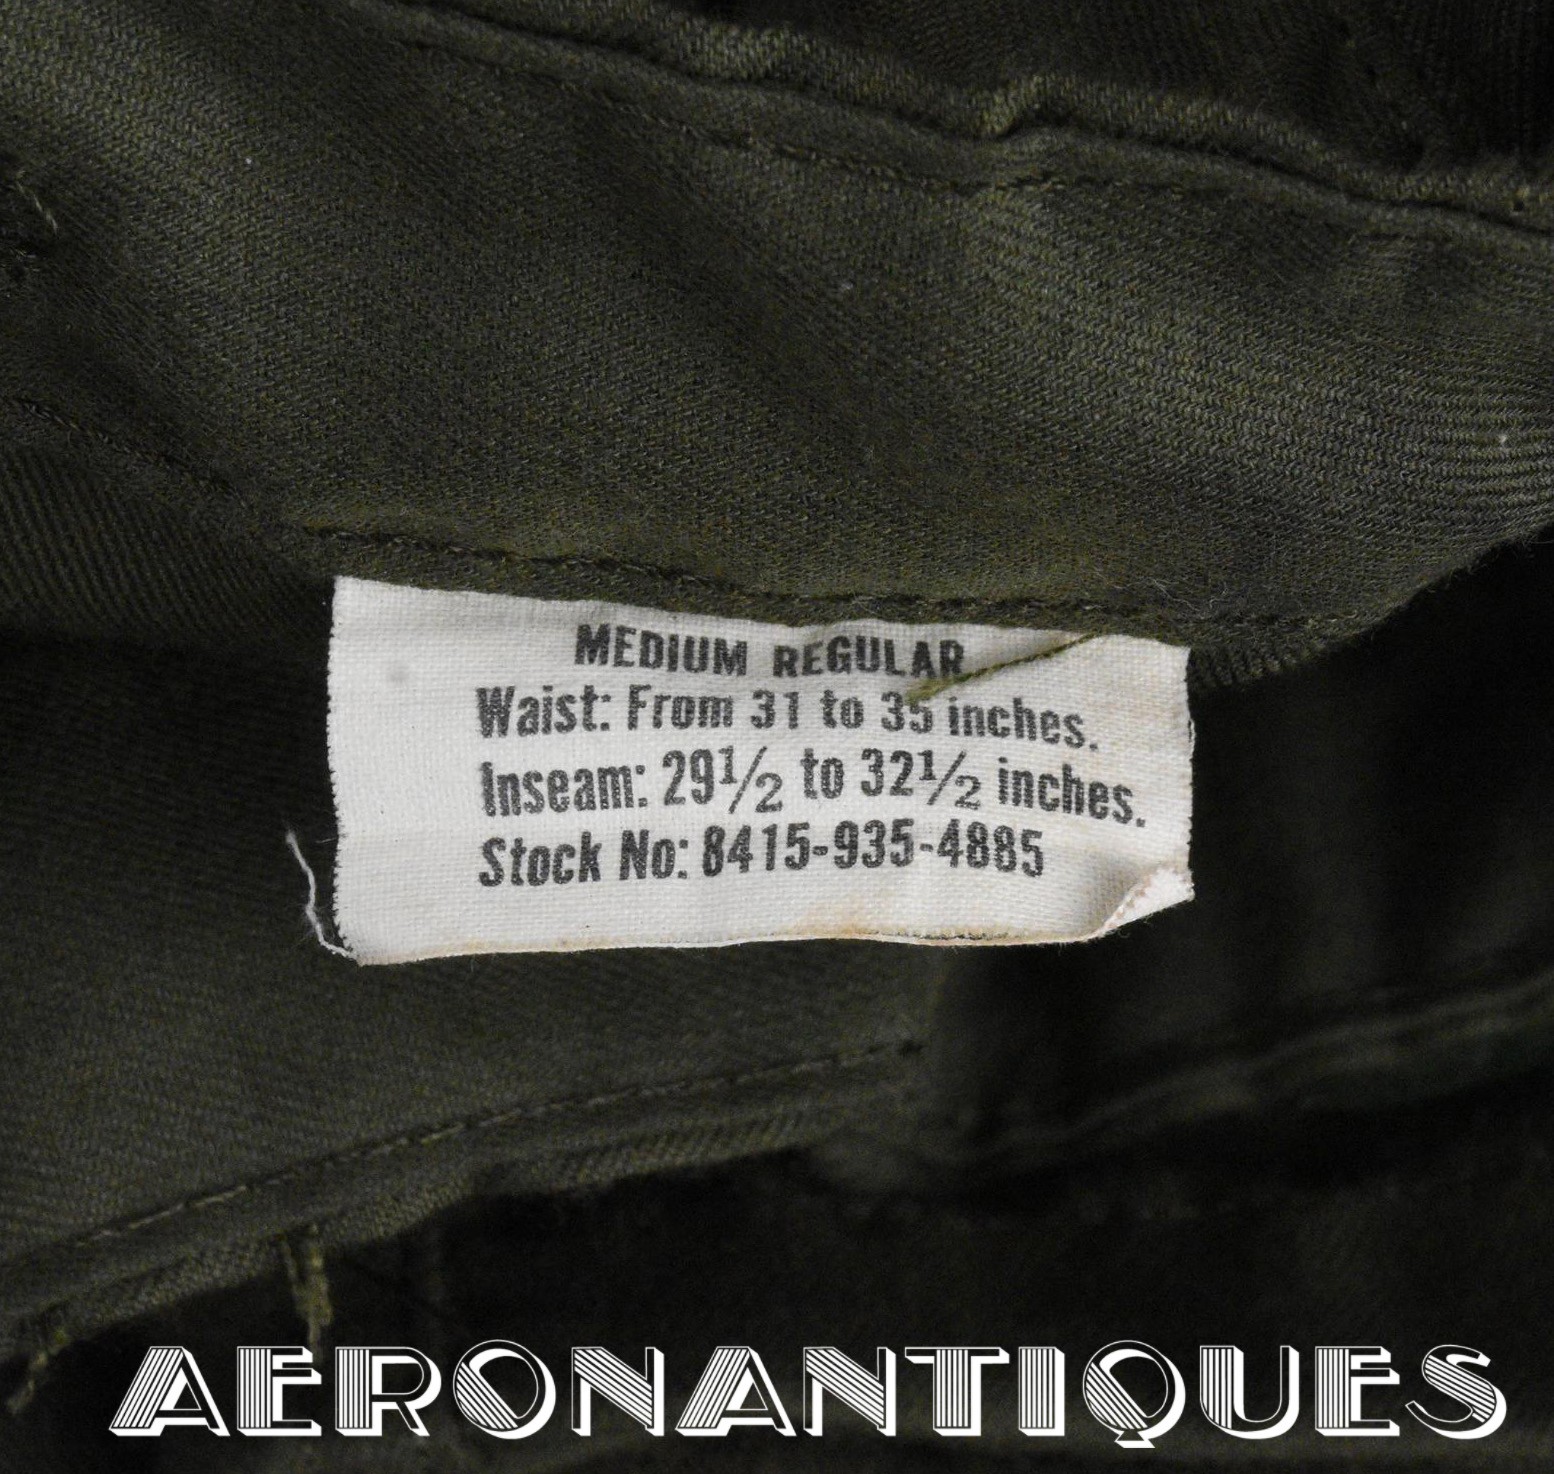 MEDIUM REGULAR
Waist: From 31 to 35 inches.
Inseam: 29½ to 32½ inches.
Stock No: 8415-935-4885
AERONANTIQUES